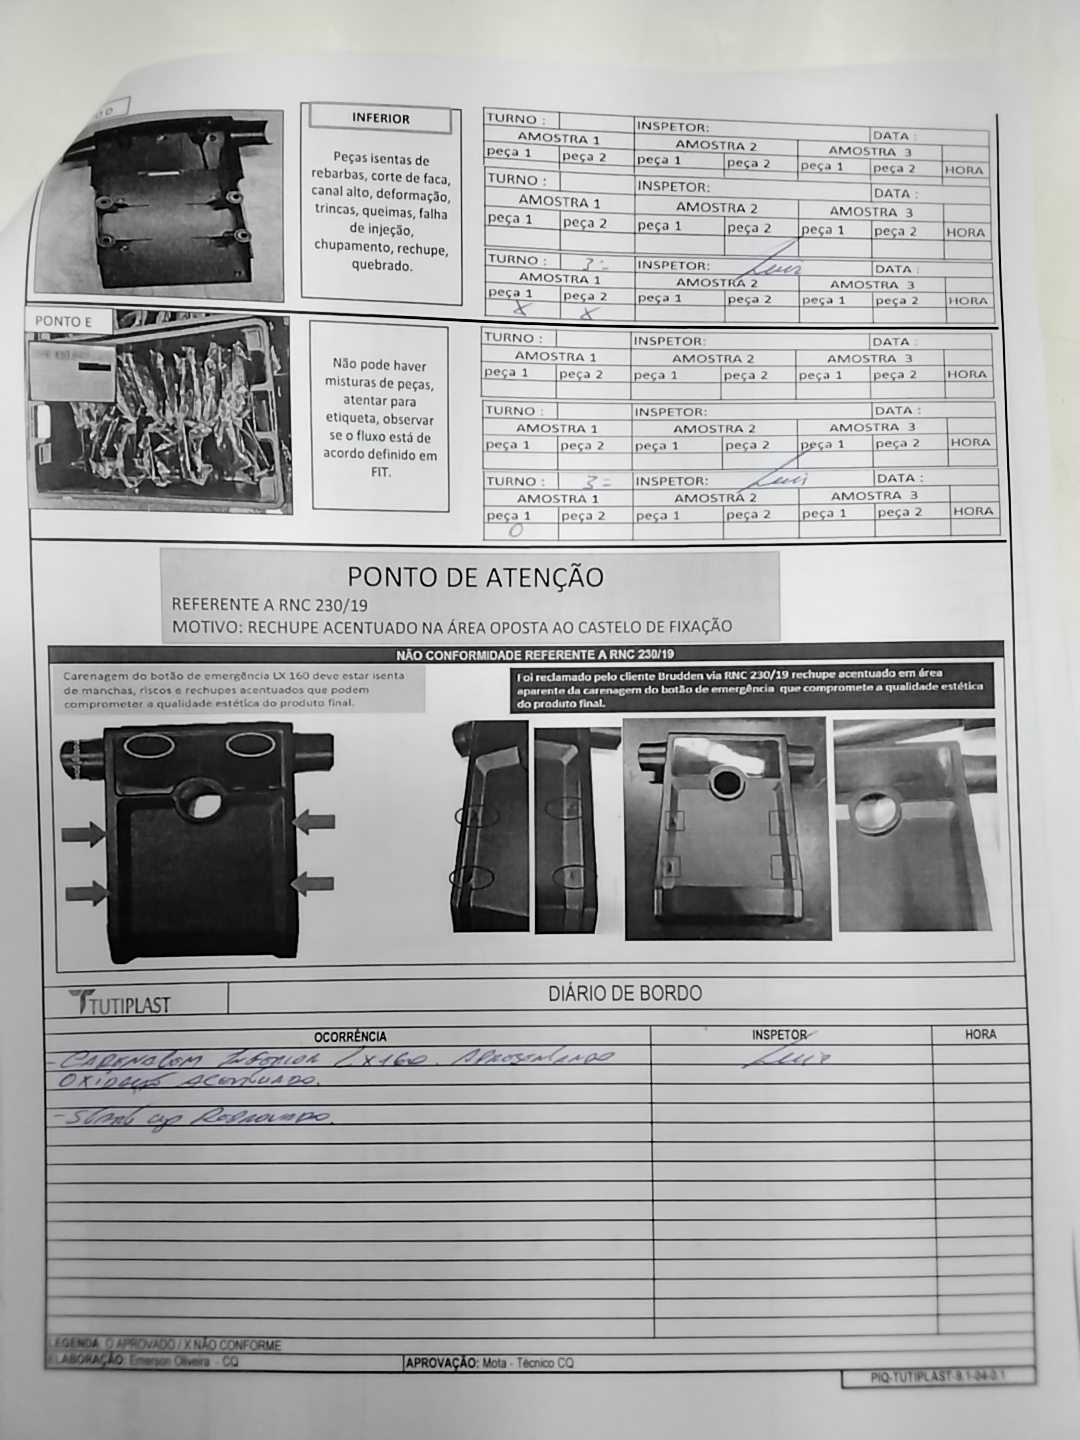 INFERIOR
Peças isentas de
rebarbas, corte de faca,
canal alto, deformação,
trincas, queimas, falha
de injeção,
chupamento, rechupe,
quebrado.
TURNO : INSPETOR: DATA :
AMOSTRA 1 AMOSTRA 2 AMOSTRA 3
peça 1 peça 2 peça 1 peça 2 peça 1 peça 2 HORA
TURNO : INSPETOR: DATA :
AMOSTRA 1 AMOSTRA 2 AMOSTRA 3
peça 1 peça 2 peça 1 peça 2 peça 1 peça 2 HORA
TURNO : 3= INSPETOR: Luis DATA :
AMOSTRA 1 AMOSTRA 2 AMOSTRA 3
peça 1 peça 2 peça 1 peça 2 peça 1 peça 2 HORA
X X
PONTO E
Não pode haver
misturas de peças,
atentar para
etiqueta, observar
se o fluxo está de
acordo definido em
FIT.
TURNO : INSPETOR: DATA :
AMOSTRA 1 AMOSTRA 2 AMOSTRA 3
peça 1 peça 2 peça 1 peça 2 peça 1 peça 2 HORA
TURNO : INSPETOR: DATA :
AMOSTRA 1 AMOSTRA 2 AMOSTRA 3
peça 1 peça 2 peça 1 peça 2 peça 1 peça 2 HORA
TURNO : 3= INSPETOR: Luis DATA :
AMOSTRA 1 AMOSTRA 2 AMOSTRA 3
peça 1 peça 2 peça 1 peça 2 peça 1 peça 2 HORA
O
PONTO DE ATENÇÃO
REFERENTE A RNC 230/19
MOTIVO: RECHUPE ACENTUADO NA ÁREA OPOSTA AO CASTELO DE FIXAÇÃO
NÃO CONFORMIDADE REFERENTE A RNC 230/19
Carenagem do botão de emergência LX 160 deve estar isenta
de manchas, riscos e rechupes acentuados que podem
comprometer a qualidade estética do produto final.
Foi reclamado pelo cliente Brudden via RNC 230/19 rechupe acentuado em área
aparente da carenagem do botão de emergência que compromete a qualidade estética
do produto final.
TUTIPLAST
DIÁRIO DE BORDO
OCORRÊNCIA INSPETOR HORA
- CARENAGEM INFERIOR LX160. APRESENTANDO Luis
ACENTUADO.
- Start up REPROVADO.
LEGENDA O APROVADO / X NÃO CONFORME
ELABORAÇÃO: Emerson Oliveira - CQ
APROVAÇÃO: Mota - Técnico CQ
PIQ-TUTIPLAST-9.1-04-0.1